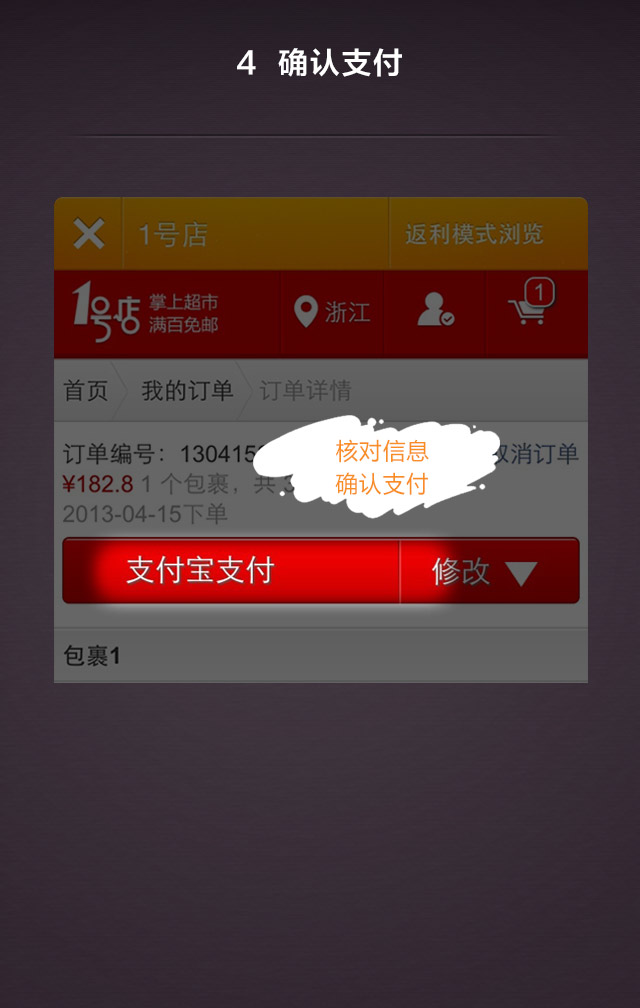 4 确认支付
1号店
返利模式浏览
1号店
掌上超市
满百免邮
浙江
1
首页
我的订单
订单详情
核对信息
确认支付
订单编号：130415
取消订单
¥182.8 1 个包裹，共 3
2013-04-15下单
支付宝支付
修改
包裹1